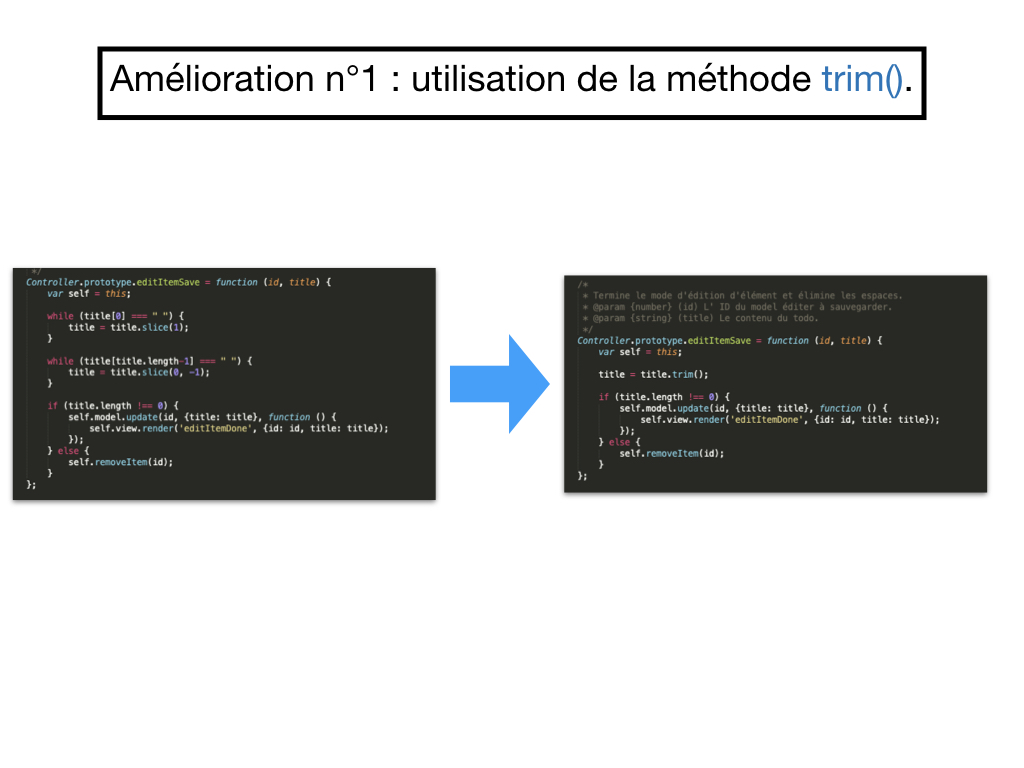 Amélioration n°1 : utilisation de la méthode trim().
*/
Controller.prototype.editItemSave = function (id, title) {
var self = this;
while (title[0] === " ") {
title = title.slice(1);
}
while (title[title.length-1] === " ") {
title = title.slice(0, -1);
}
if (title.length !== 0) {
self.model.update(id, {title: title}, function () {
self.view.render('editItemDone', {id: id, title: title});
});
} else {
self.removeItem(id);
}
};
/*
* Termine le mode d'édition d'élément et élimine les espaces.
* @param {number} (id) L' ID du model éditer à sauvegarder.
* @param {string} (title) Le contenu du todo.
*/
Controller.prototype.editItemSave = function (id, title) {
var self = this;
title = title.trim();
if (title.length !== 0) {
self.model.update(id, {title: title}, function () {
self.view.render('editItemDone', {id: id, title: title});
});
} else {
self.removeItem(id);
}
};